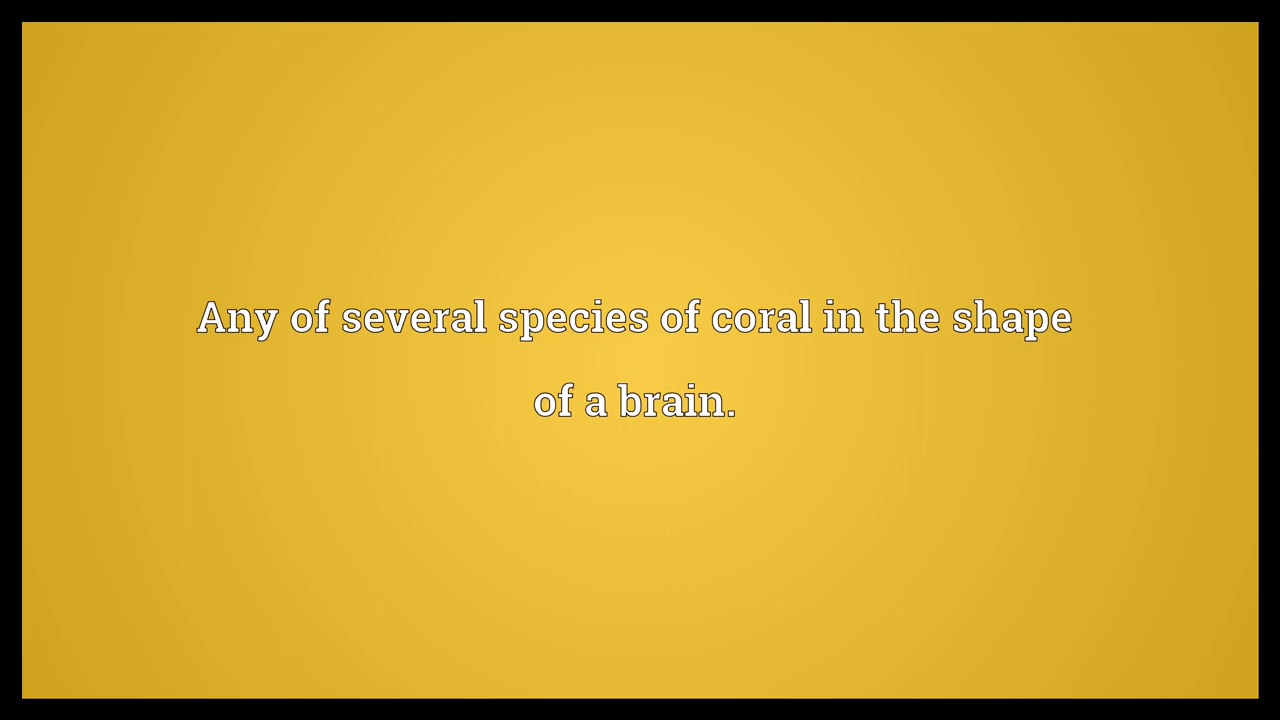 Any of several species of coral in the shape
of a brain.